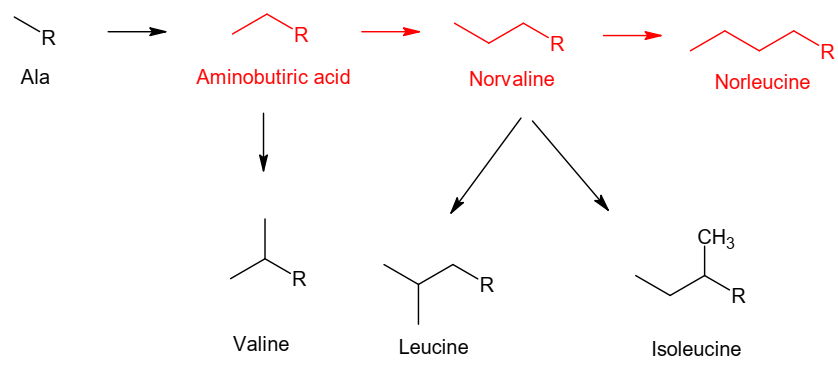 R
R
R
R
Ala
Aminobutiric acid
Norvaline
Norleucine
CH3
R
R
R
Valine
Leucine
Isoleucine